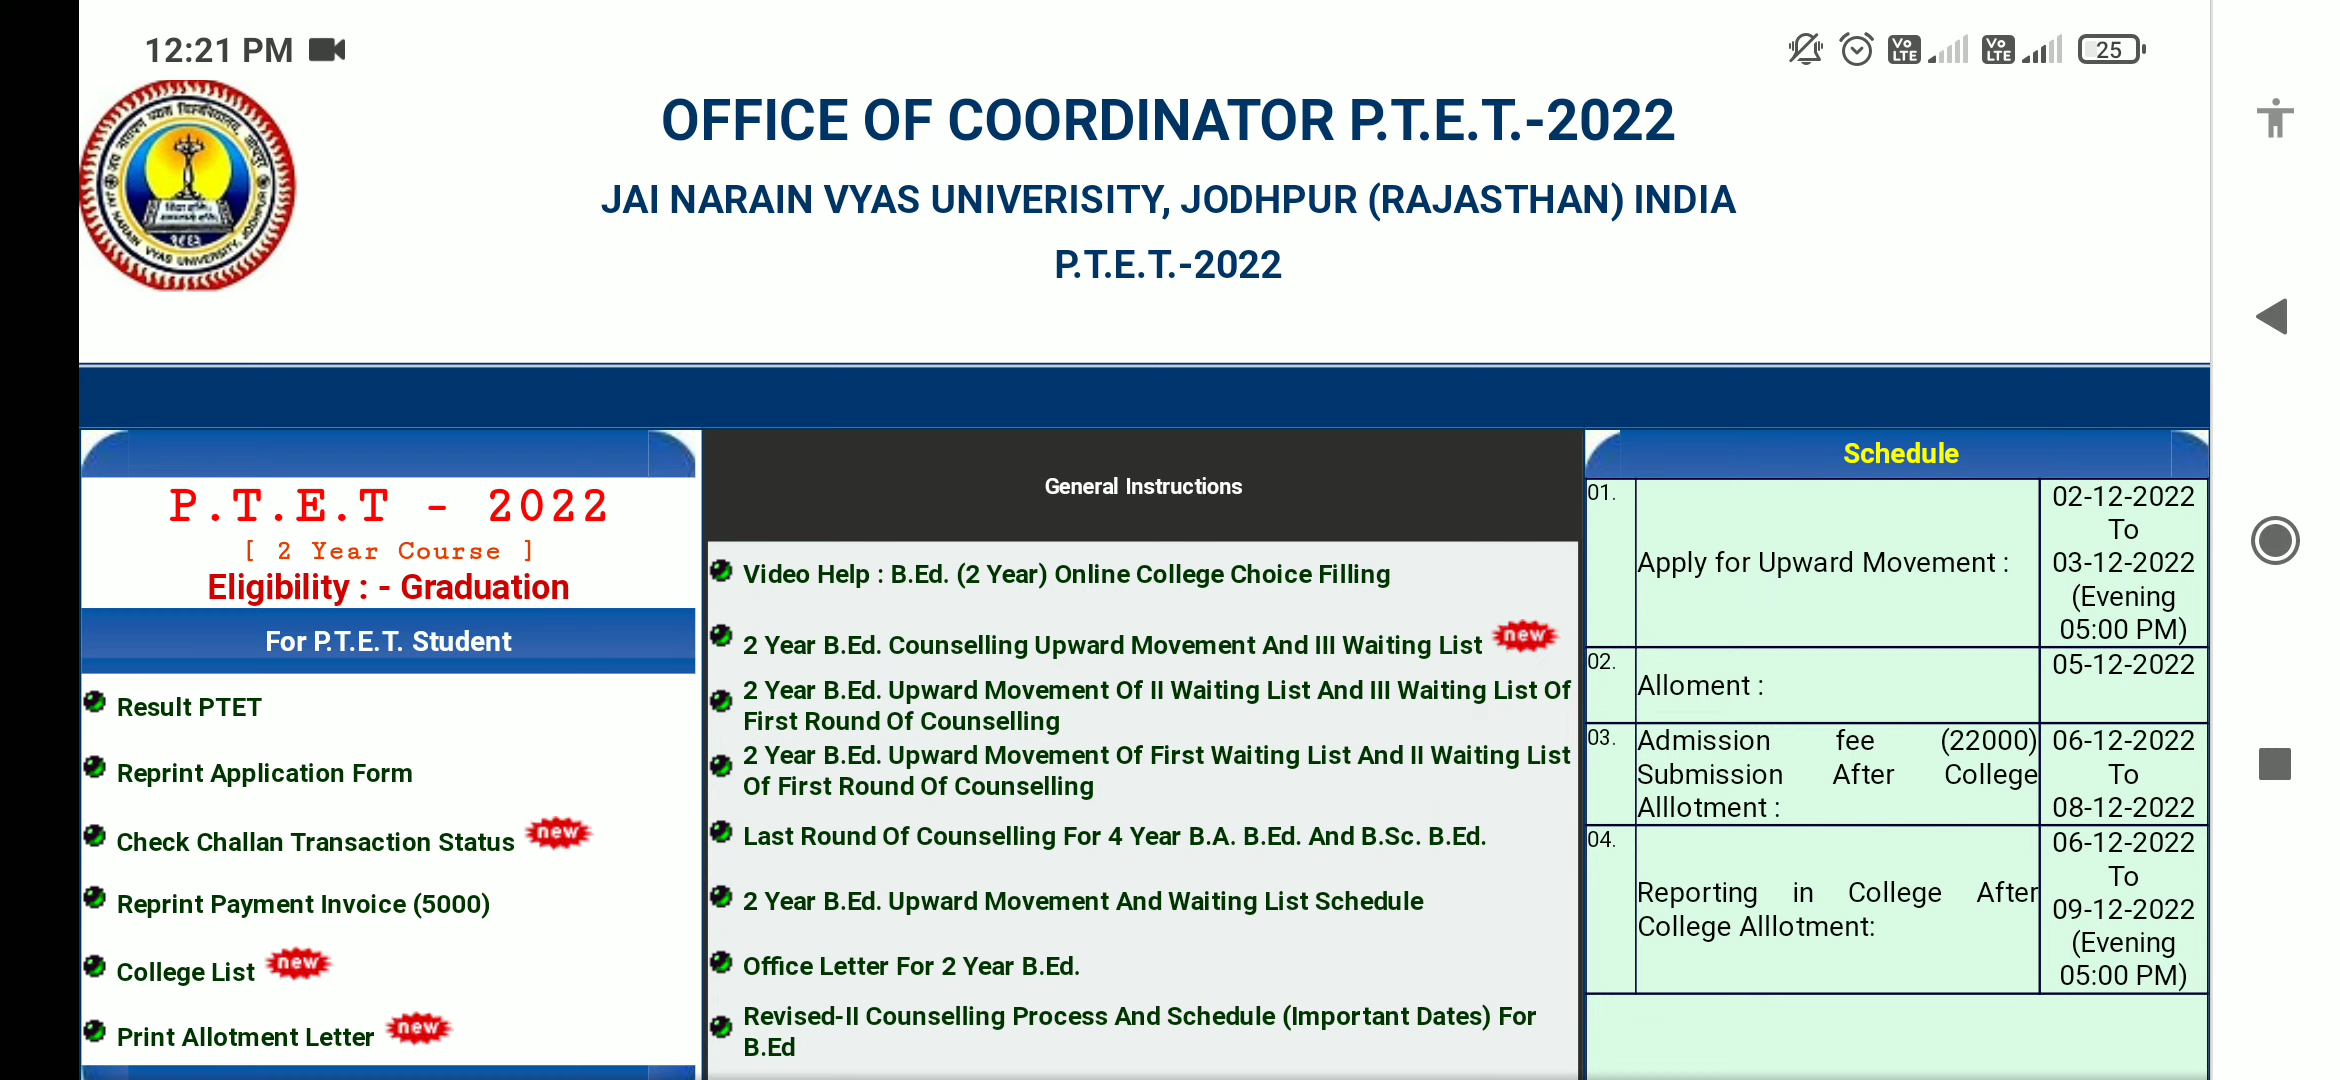 12:21 PM
Vo LTE
Vo LTE
25
OFFICE OF COORDINATOR P.T.E.T.-2022
JAI NARAIN VYAS UNIVERISITY, JODHPUR (RAJASTHAN) INDIA
P.T.E.T.-2022
JAI NARAIN VYAS UNIVERSITY, JODHPUR
P.T.E.T - 2022
[ 2 Year Course ]
Eligibility : - Graduation
For P.T.E.T. Student
Result PTET
Reprint Application Form
Check Challan Transaction Status new
Reprint Payment Invoice (5000)
College List new
Print Allotment Letter new
General Instructions
Video Help : B.Ed. (2 Year) Online College Choice Filling
2 Year B.Ed. Counselling Upward Movement And III Waiting List new
2 Year B.Ed. Upward Movement Of II Waiting List And III Waiting List Of
First Round Of Counselling
2 Year B.Ed. Upward Movement Of First Waiting List And II Waiting List
Of First Round Of Counselling
Last Round Of Counselling For 4 Year B.A. B.Ed. And B.Sc. B.Ed.
2 Year B.Ed. Upward Movement And Waiting List Schedule
Office Letter For 2 Year B.Ed.
Revised-II Counselling Process And Schedule (Important Dates) For
B.Ed
Schedule
01.
Apply for Upward Movement :
02-12-2022
To
03-12-2022
(Evening
05:00 PM)
02.
Alloment :
05-12-2022
03.
Admission fee (22000)
Submission After College
Alllotment :
06-12-2022
To
08-12-2022
04.
Reporting in College After
College Alllotment:
06-12-2022
To
09-12-2022
(Evening
05:00 PM)